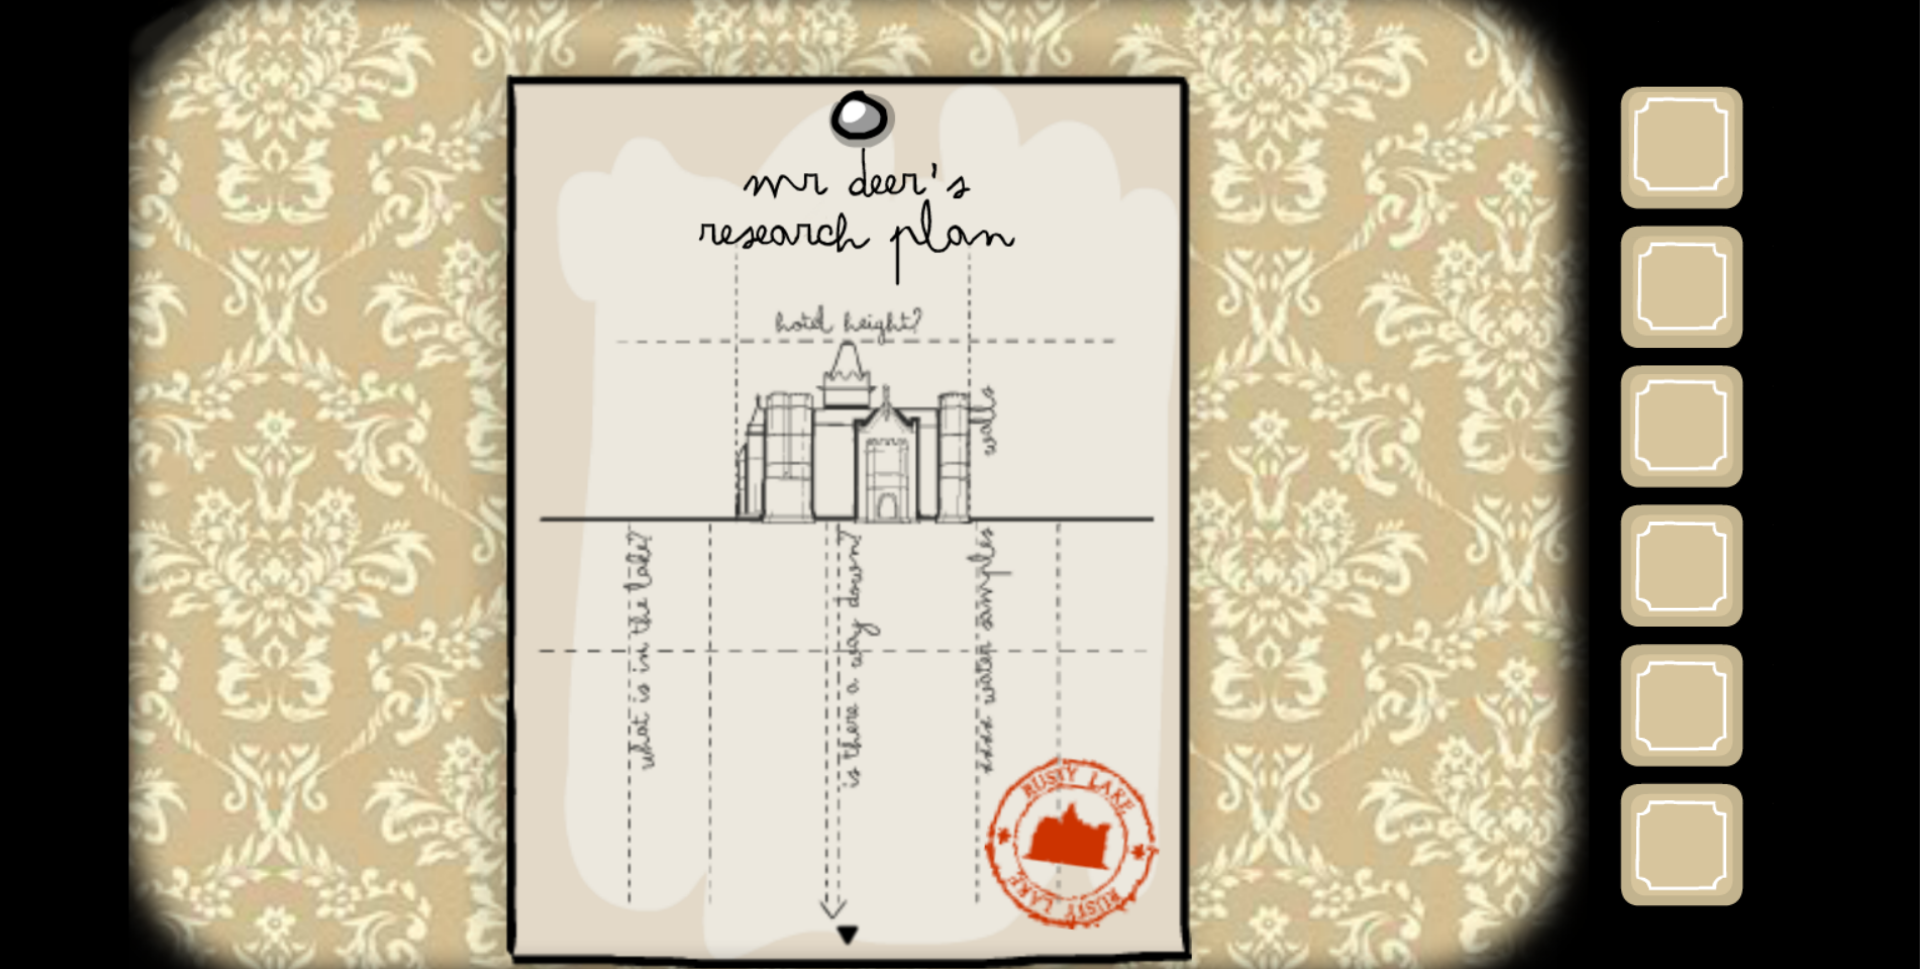 mr deer's
research plan
hotel height?
walls
what is in the lake?
is there a way down?
water samples
RUSTY LAKE
RUSTY LAKE